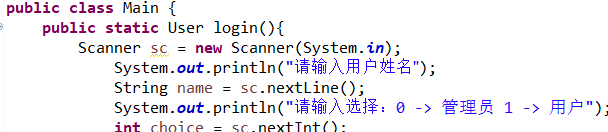 public class Main {
public static User login(){
Scanner sc = new Scanner(System.in);
System.out.println("请输入用户姓名");
String name = sc.nextLine();
System.out.println("请输入选择：0 -> 管理员 1 -> 用户");
int choice = sc.nextInt();